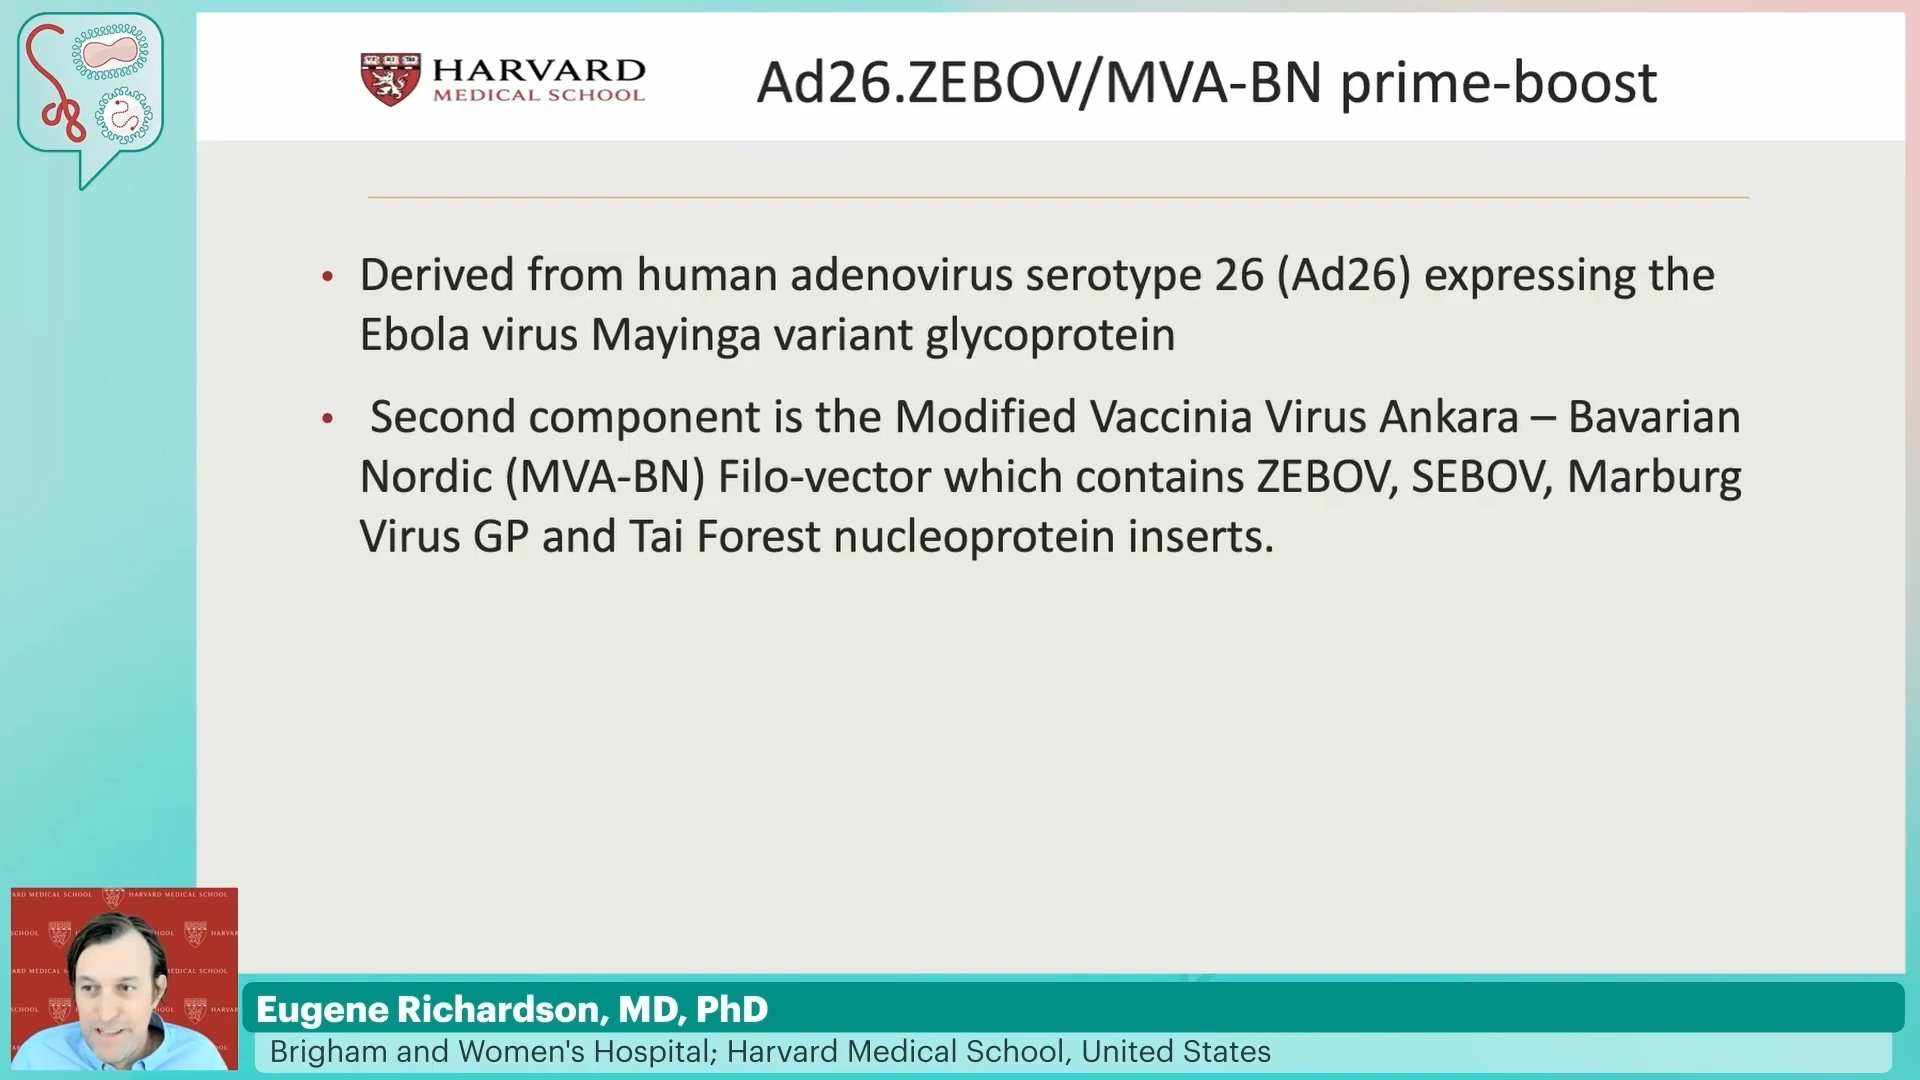 HARVARD
MEDICAL SCHOOL
Ad26.ZEBOV/MVA-BN prime-boost
• Derived from human adenovirus serotype 26 (Ad26) expressing the
Ebola virus Mayinga variant glycoprotein
• Second component is the Modified Vaccinia Virus Ankara – Bavarian
Nordic (MVA-BN) Filo-vector which contains ZEBOV, SEBOV, Marburg
Virus GP and Tai Forest nucleoprotein inserts.
HARVARD MEDICAL SCHOOL
Eugene Richardson, MD, PhD
Brigham and Women's Hospital; Harvard Medical School, United States